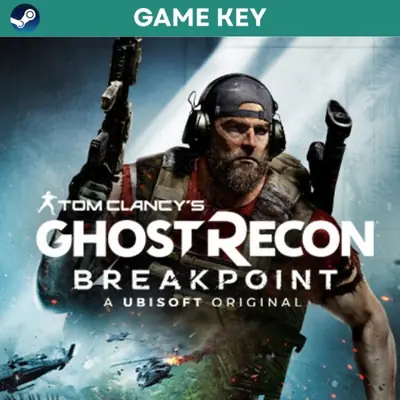 GAME KEY
TOM CLANCY'S
GHOST RECON
BREAKPOINT
A UBISOFT ORIGINAL